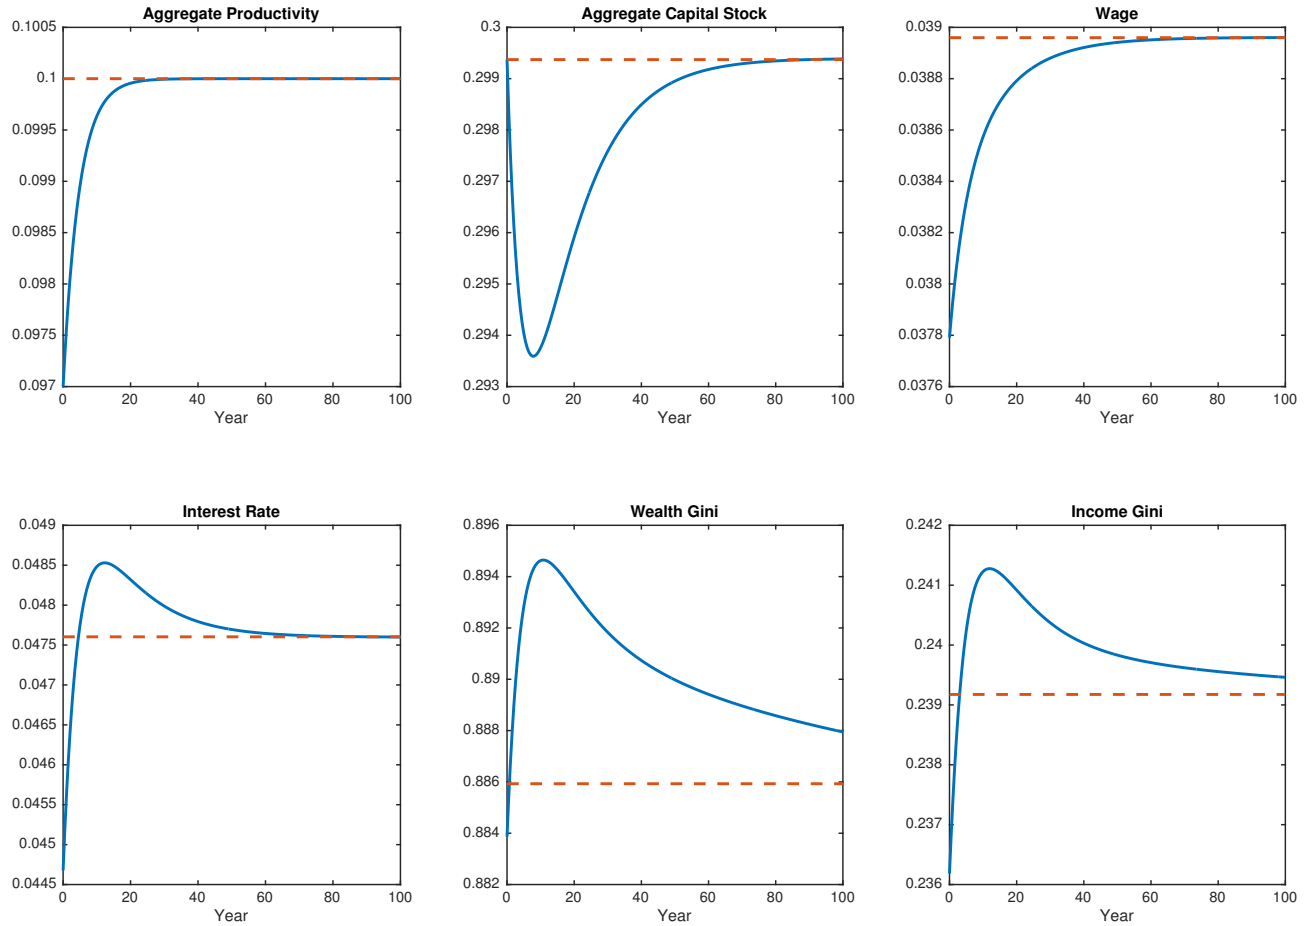 Aggregate Productivity
0.1005
0.1
0.0995
0.099
0.0985
0.098
0.0975
0.097
0 20 40 60 80 100
Year
Aggregate Capital Stock
0.3
0.299
0.298
0.297
0.296
0.295
0.294
0.293
0 20 40 60 80 100
Year
Wage
0.039
0.0388
0.0386
0.0384
0.0382
0.038
0.0378
0.0376
0 20 40 60 80 100
Year
Interest Rate
0.049
0.0485
0.048
0.0475
0.047
0.0465
0.046
0.0455
0.045
0.0445
0 20 40 60 80 100
Year
Wealth Gini
0.896
0.894
0.892
0.89
0.888
0.886
0.884
0.882
0 20 40 60 80 100
Year
Income Gini
0.242
0.241
0.24
0.239
0.238
0.237
0.236
0 20 40 60 80 100
Year